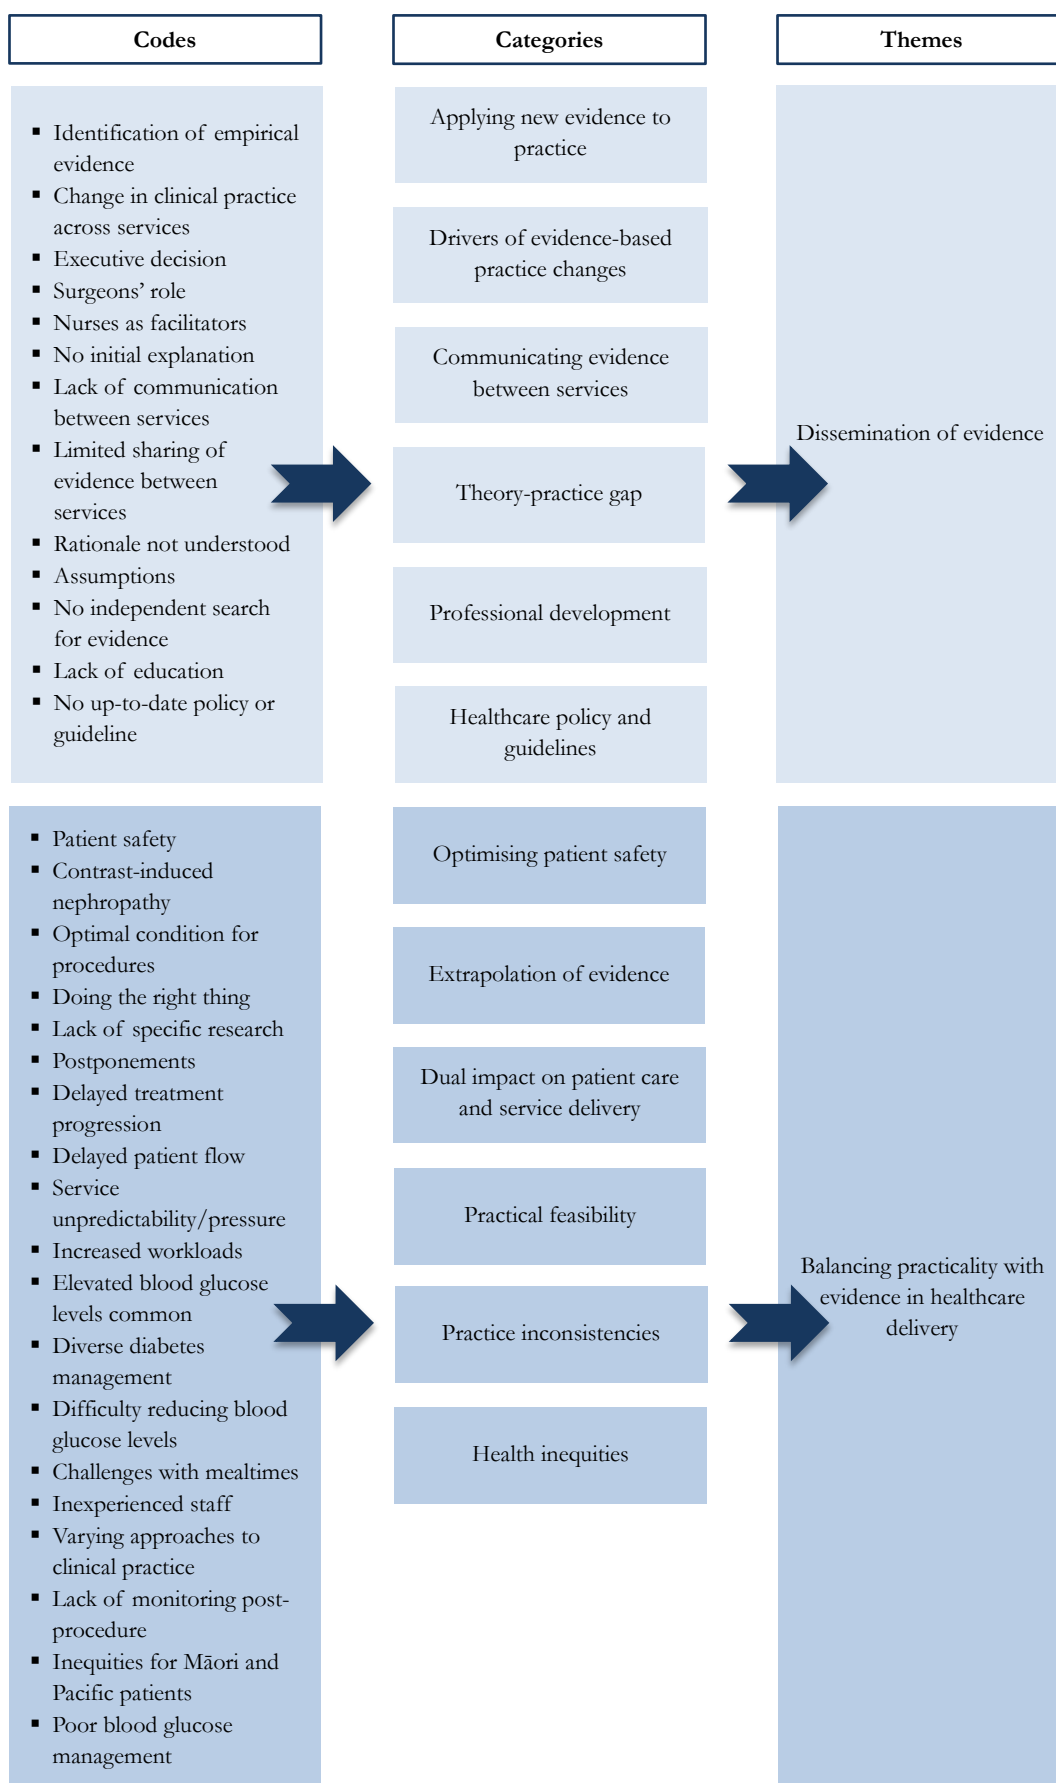 Codes
Categories
Themes
▪ Identification of empirical
evidence
▪ Change in clinical practice
across services
▪ Executive decision
▪ Surgeons’ role
▪ Nurses as facilitators
▪ No initial explanation
▪ Lack of communication
between services
▪ Limited sharing of
evidence between
services
▪ Rationale not understood
▪ Assumptions
▪ No independent search
for evidence
▪ Lack of education
▪ No up-to-date policy or
guideline
Applying new evidence to
practice
Drivers of evidence-based
practice changes
Communicating evidence
between services
Theory-practice gap
Professional development
Healthcare policy and
guidelines
Dissemination of evidence
▪ Patient safety
▪ Contrast-induced
nephropathy
▪ Optimal condition for
procedures
▪ Doing the right thing
▪ Lack of specific research
▪ Postponements
▪ Delayed treatment
progression
▪ Delayed patient flow
▪ Service
unpredictability/pressure
▪ Increased workloads
▪ Elevated blood glucose
levels common
▪ Diverse diabetes
management
▪ Difficulty reducing blood
glucose levels
▪ Challenges with mealtimes
▪ Inexperienced staff
▪ Varying approaches to
clinical practice
▪ Lack of monitoring post-
procedure
▪ Inequities for Māori and
Pacific patients
▪ Poor blood glucose
management
Optimising patient safety
Extrapolation of evidence
Dual impact on patient care
and service delivery
Practical feasibility
Practice inconsistencies
Health inequities
Balancing practicality with
evidence in healthcare
delivery